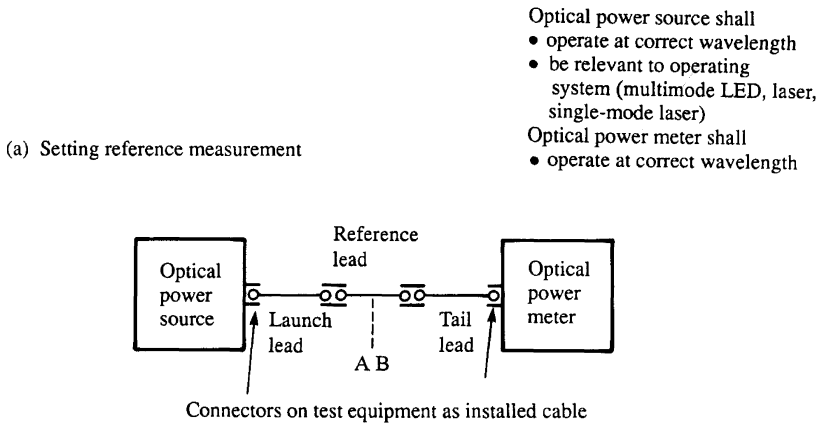 Optical power source shall
• operate at correct wavelength
• be relevant to operating
system (multimode LED, laser,
single-mode laser)
Optical power meter shall
• operate at correct wavelength
(a) Setting reference measurement
Reference
lead
Optical
power
source
Optical
power
meter
Launch
lead
Tail
lead
A B
Connectors on test equipment as installed cable